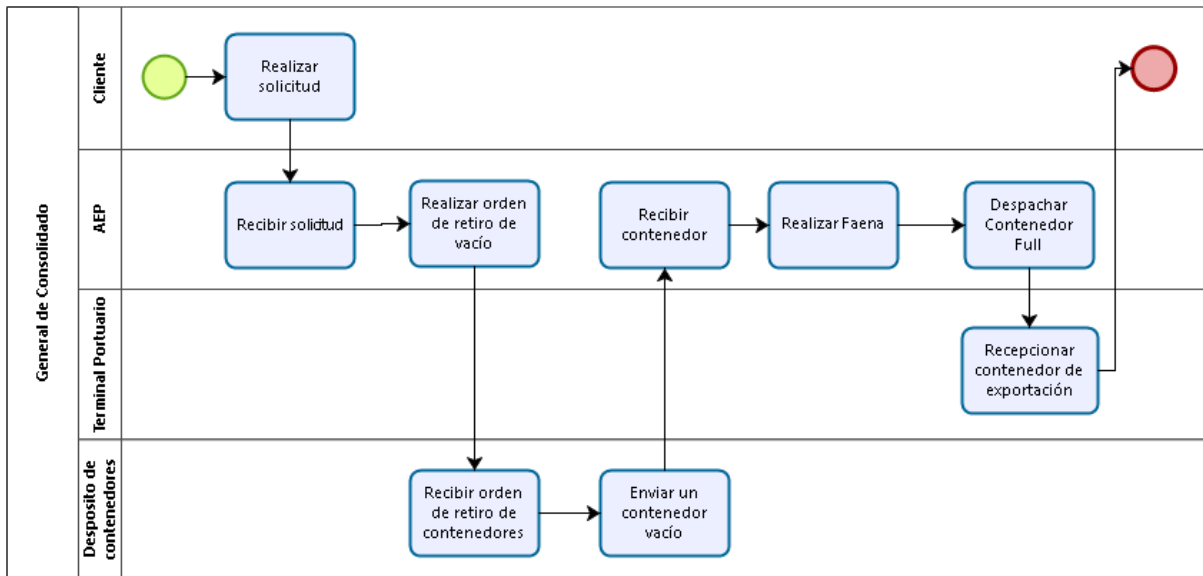 General de Consolidado
Cliente
Realizar
solicitud
AEP
Recibir solicitud
Realizar orden
de retiro de
vacío
Recibir
contenedor
Realizar Faena
Despachar
Contenedor
Full
Terminal Portuario
Recepcionar
contenedor de
exportación
Desposito de
contenedores
Recibir orden
de retiro de
contenedores
Enviar un
contenedor
vacío